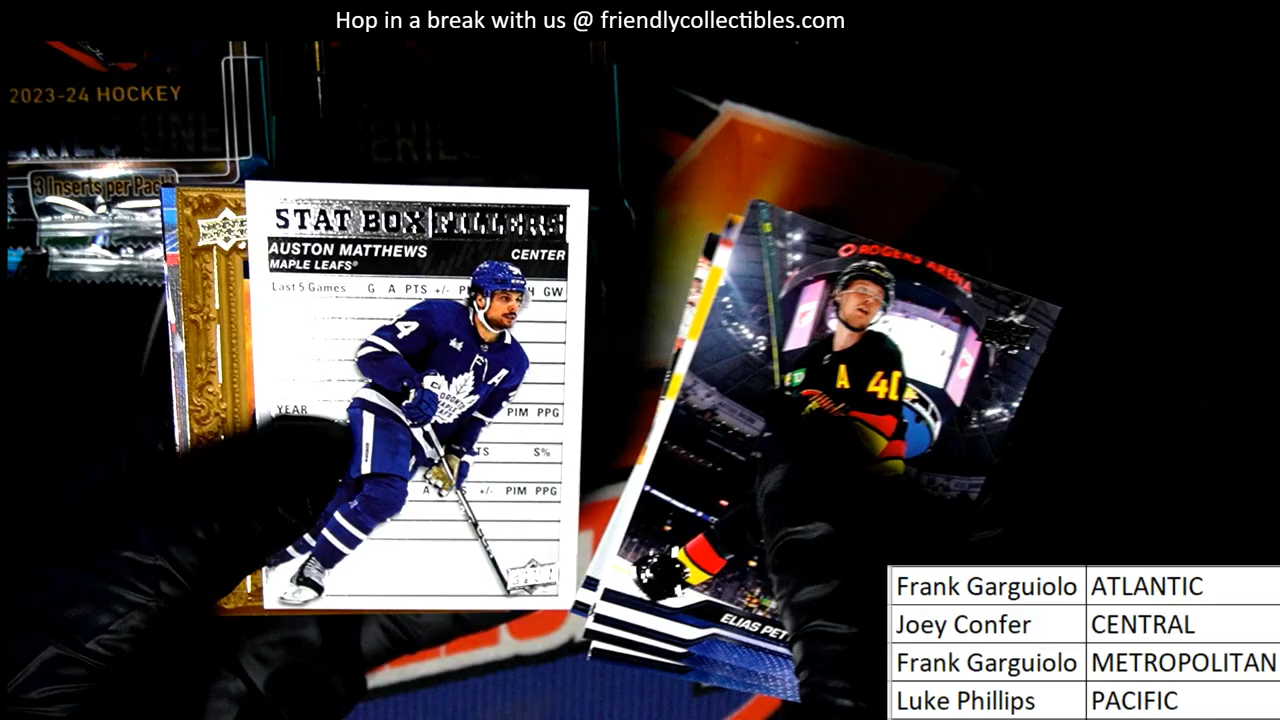 Hop in a break with us @ friendlycollectibles.com
2023-24 HOCKEY
3 Inserts per Pack
STAT BOX FILLERS
AUSTON MATTHEWS CENTER
MAPLE LEAFS
Last 5 Games G A PTS +/- GW
YEAR PIM PPG
S%
A +/- PIM PPG
ROGERS ARENA
A 40
ELIAS
Frank Garguiolo ATLANTIC
Joey Confer CENTRAL
Frank Garguiolo METROPOLITAN
Luke Phillips PACIFIC